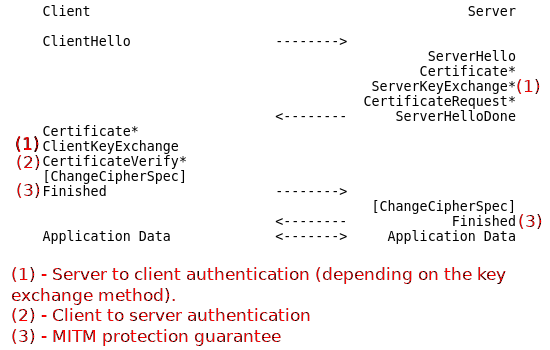 Client Server
ClientHello -------->
ServerHello
Certificate*
ServerKeyExchange* (1)
CertificateRequest*
<-------- ServerHelloDone
Certificate*
(1) ClientKeyExchange
(2) CertificateVerify*
[ChangeCipherSpec]
(3) Finished -------->
[ChangeCipherSpec]
<-------- Finished (3)
Application Data <-------> Application Data
(1) - Server to client authentication (depending on the key
exchange method).
(2) - Client to server authentication
(3) - MITM protection guarantee